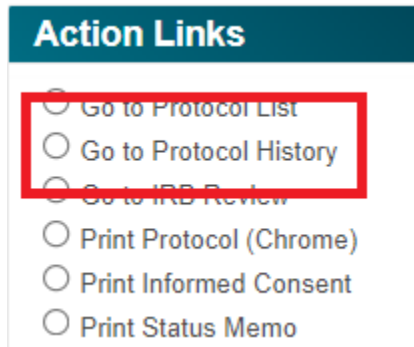 Action Links
Go to Protocol List
Go to Protocol History
Go to IRB Review
Print Protocol (Chrome)
Print Informed Consent
Print Status Memo